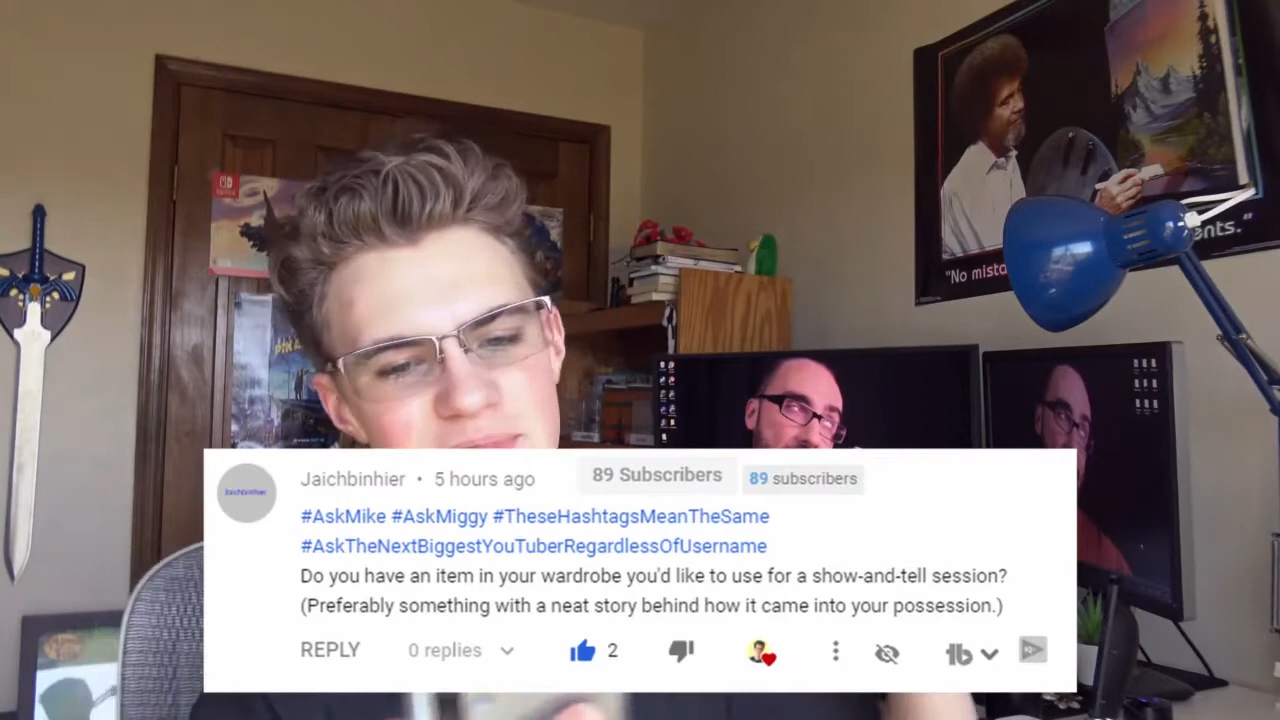 "No mista
ents."
Jaichbinhier • 5 hours ago 89 Subscribers 89 subscribers
Jaichbinhier
#AskMike #AskMiggy #TheseHashtagsMeanTheSame
#AskTheNextBiggestYouTuberRegardlessOfUsername
Do you have an item in your wardrobe you'd like to use for a show-and-tell session?
(Preferably something with a neat story behind how it came into your possession.)
REPLY 0 replies 2